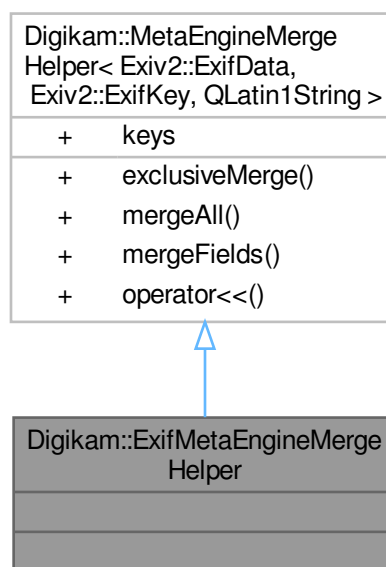 Digikam::MetaEngineMerge
Helper< Exiv2::ExifData,
Exiv2::ExifKey, QLatin1String >
+ keys
+ exclusiveMerge()
+ mergeAll()
+ mergeFields()
+ operator<<()
Digikam::ExifMetaEngineMerge
Helper